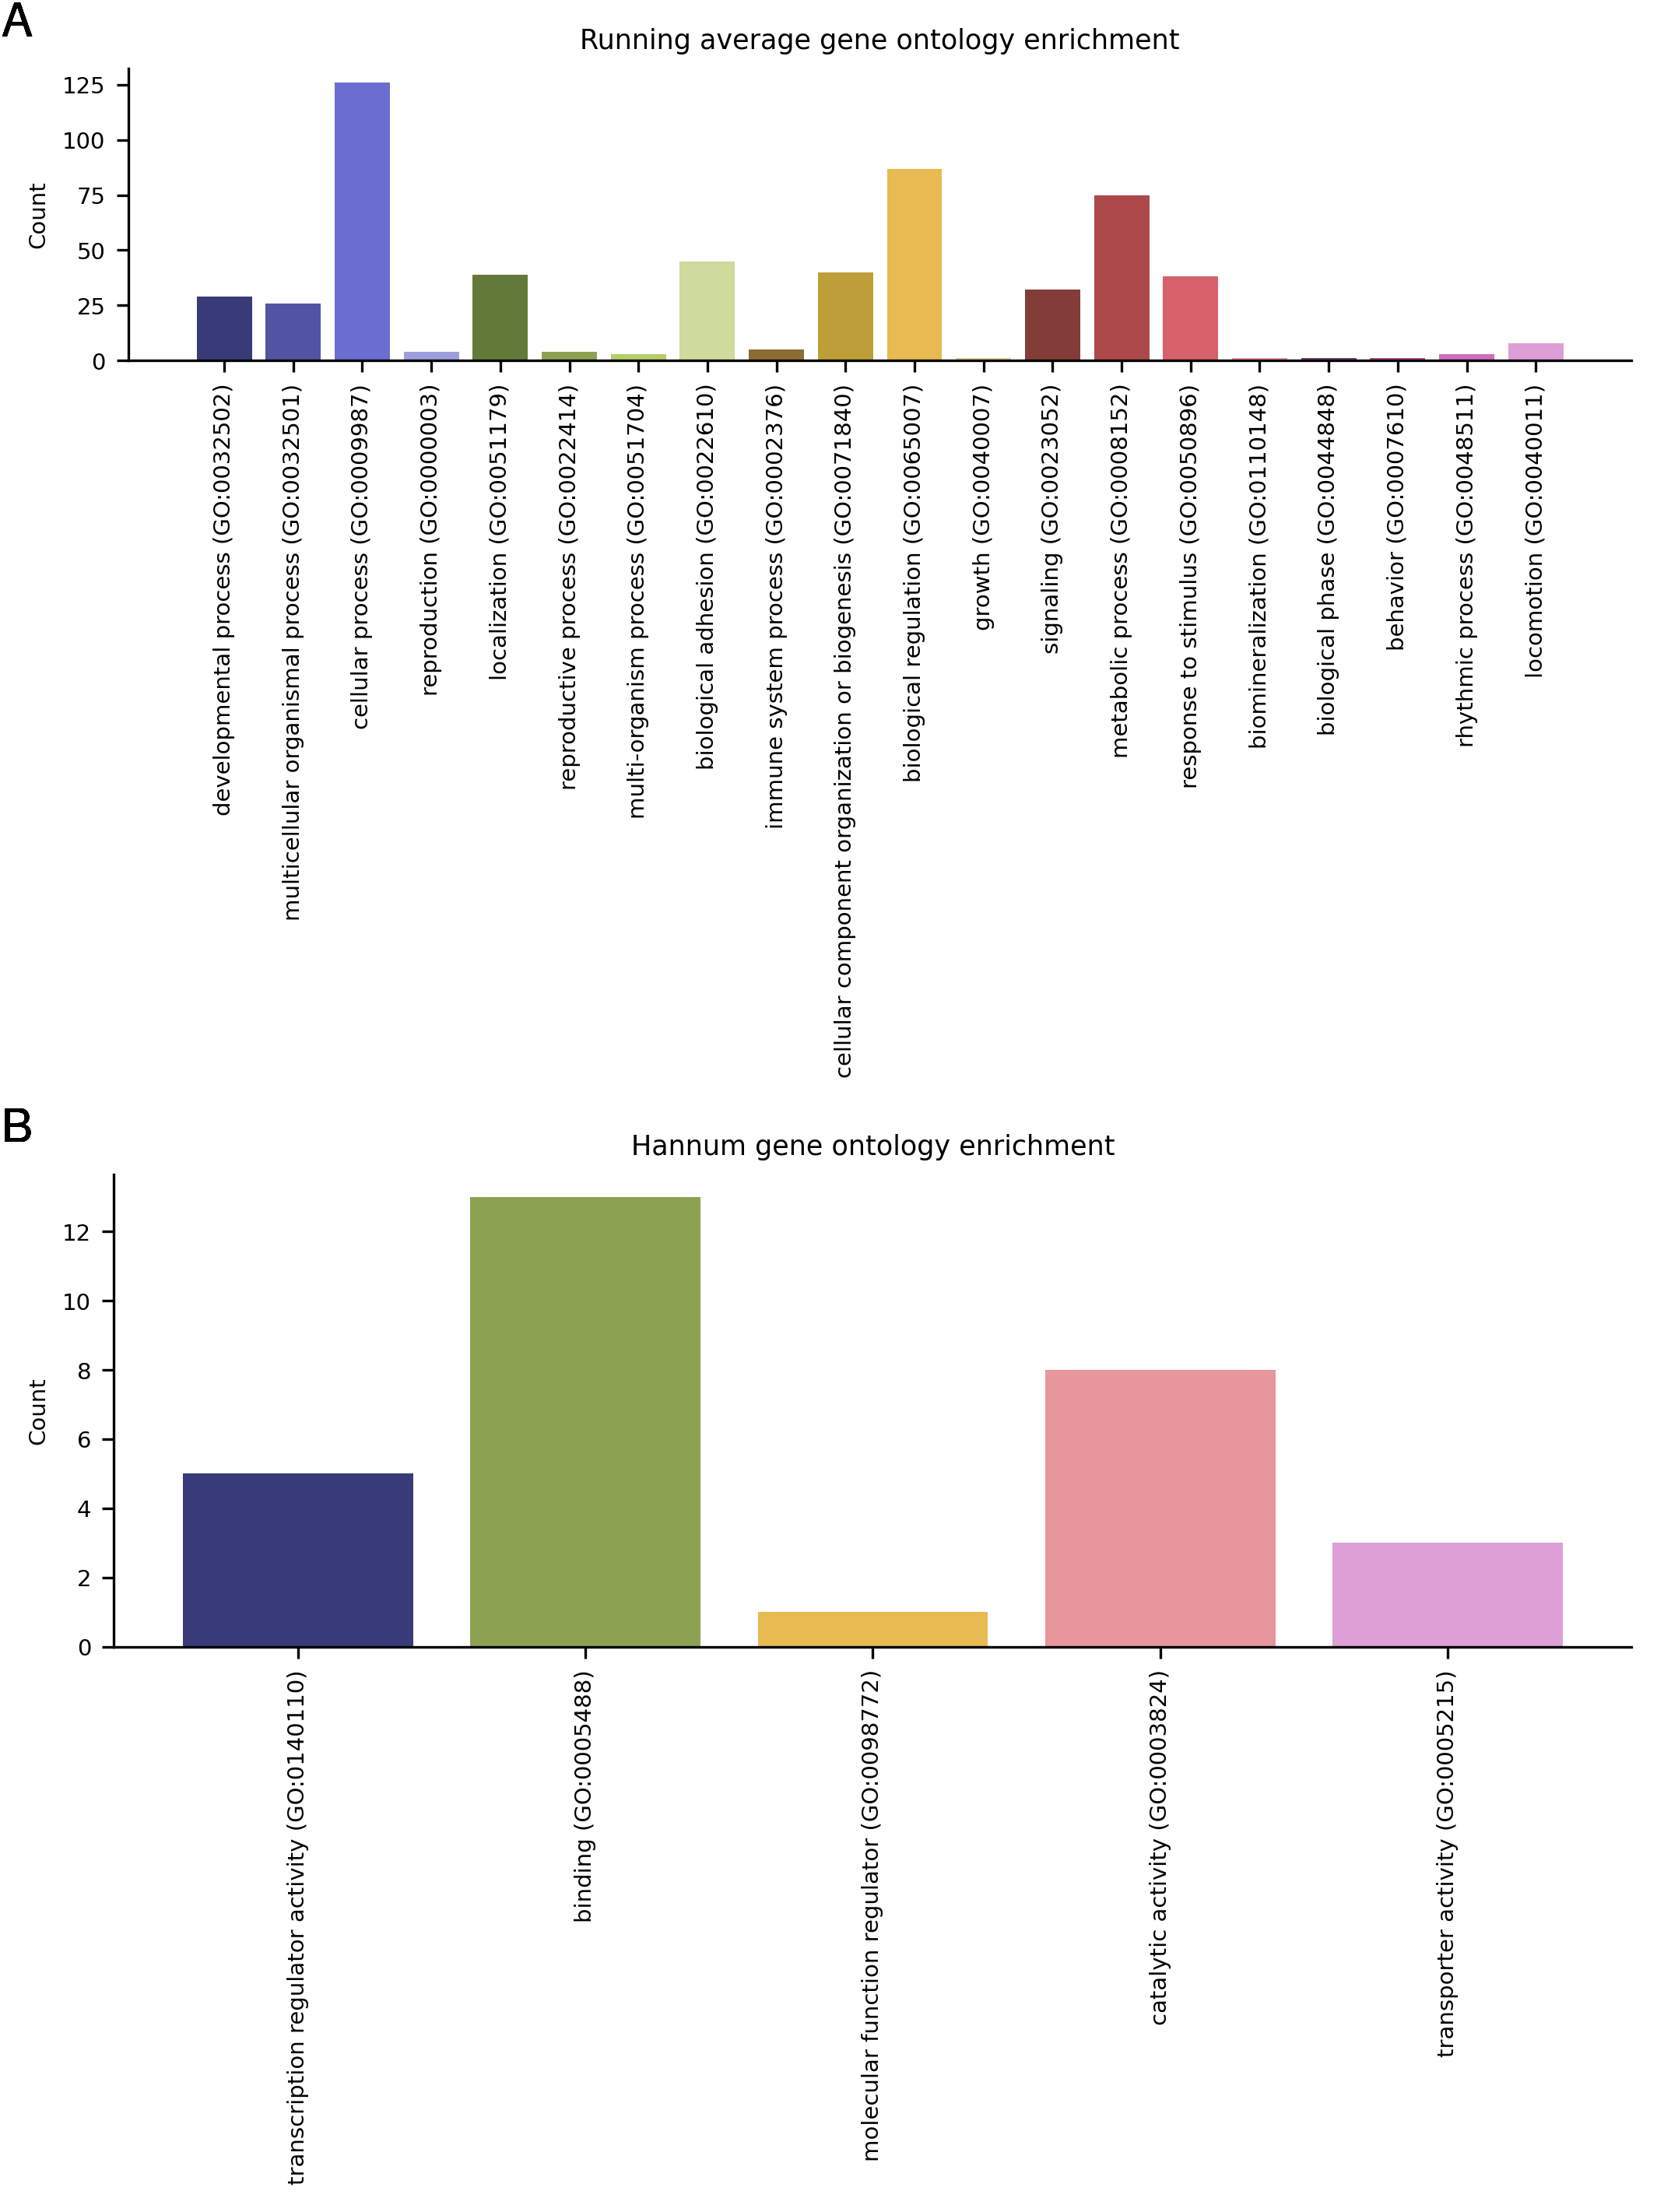 A
Running average gene ontology enrichment
Count
125
100
75
50
25
0
developmental process (GO:0032502)
multicellular organismal process (GO:0032501)
cellular process (GO:0009987)
reproduction (GO:0000003)
localization (GO:0051179)
reproductive process (GO:0022414)
multi-organism process (GO:0051704)
biological adhesion (GO:0022610)
immune system process (GO:0002376)
cellular component organization or biogenesis (GO:0071840)
biological regulation (GO:0065007)
growth (GO:0040007)
signaling (GO:0023052)
metabolic process (GO:0008152)
response to stimulus (GO:0050896)
biomineralization (GO:0110148)
biological phase (GO:0044848)
behavior (GO:0007610)
rhythmic process (GO:0048511)
locomotion (GO:0040011)
B
Hannum gene ontology enrichment
Count
12
10
8
6
4
2
0
transcription regulator activity (GO:0140110)
binding (GO:0005488)
molecular function regulator (GO:0098772)
catalytic activity (GO:0003824)
transporter activity (GO:0005215)